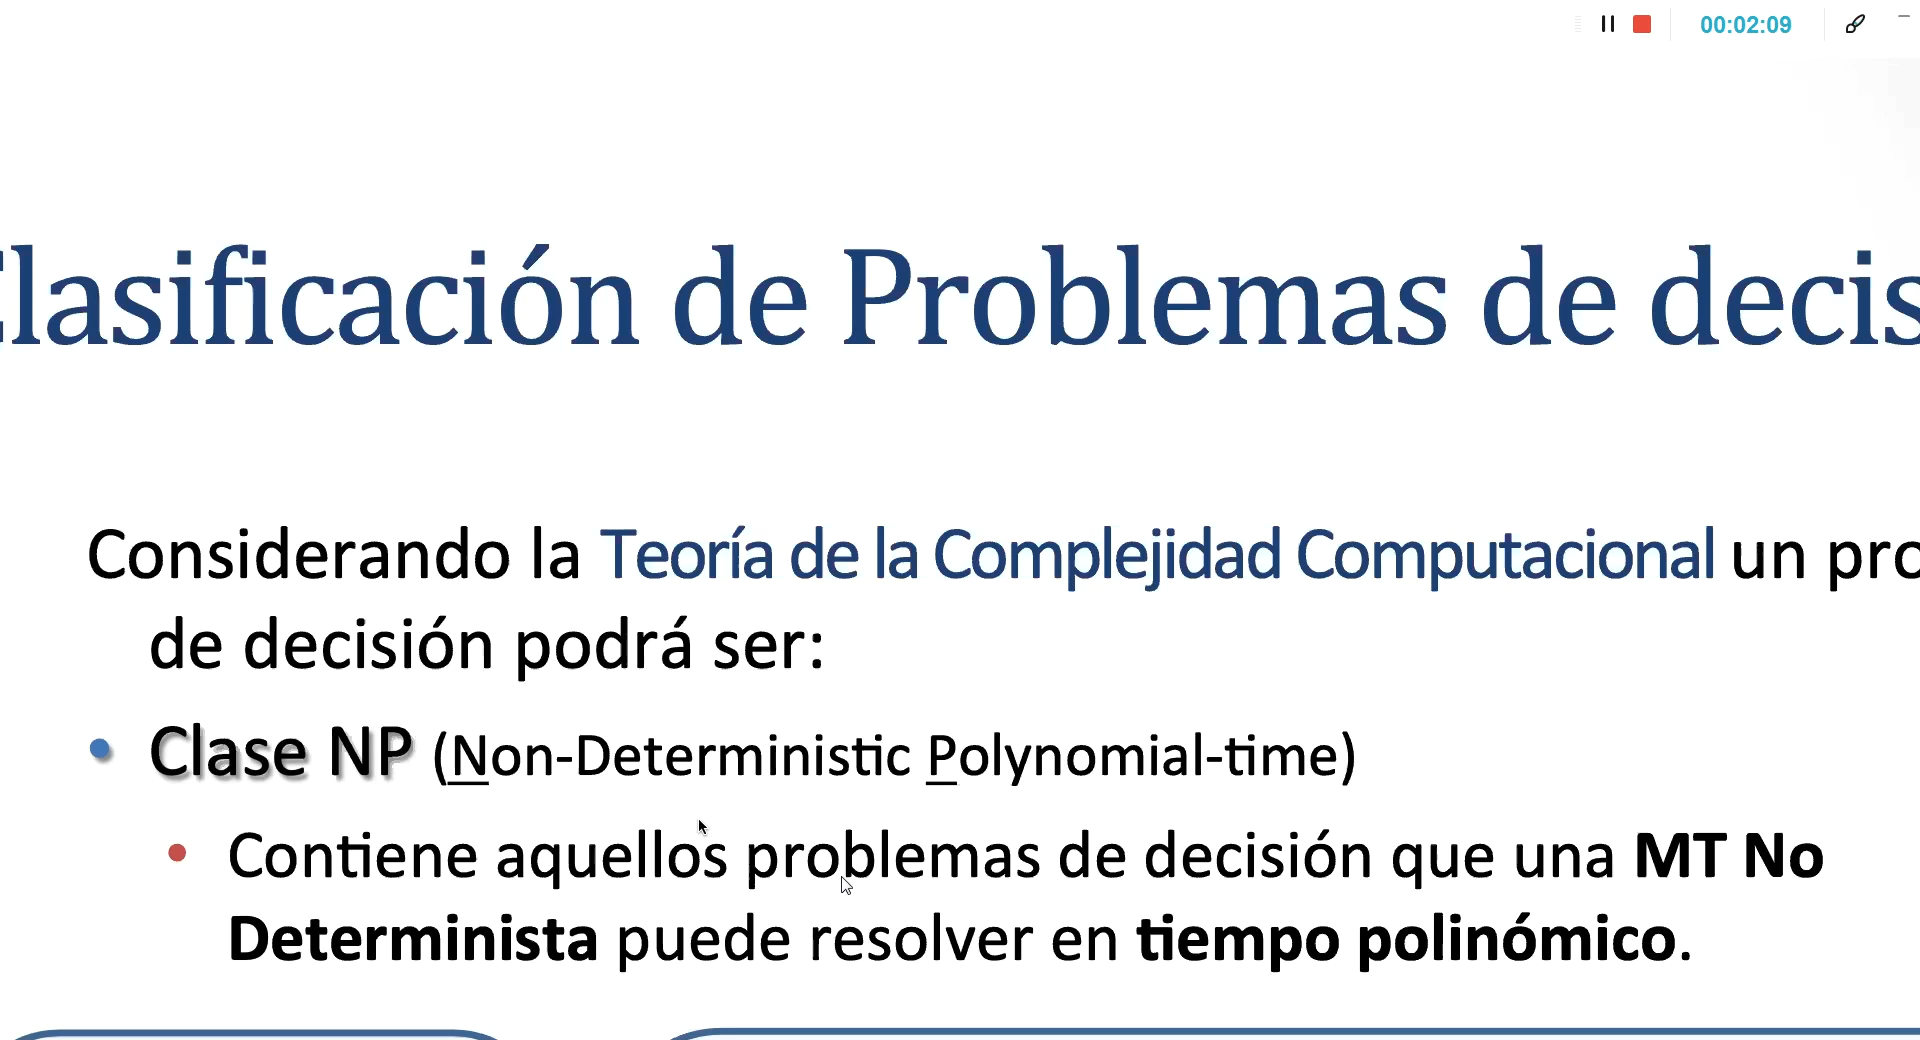 00:02:09
Clasificación de Problemas de decis
Considerando la Teoría de la Complejidad Computacional un pro
de decisión podrá ser:
• Clase NP (Non-Deterministic Polynomial-time)
• Contiene aquellos problemas de decisión que una MT No
Determinista puede resolver en tiempo polinómico.